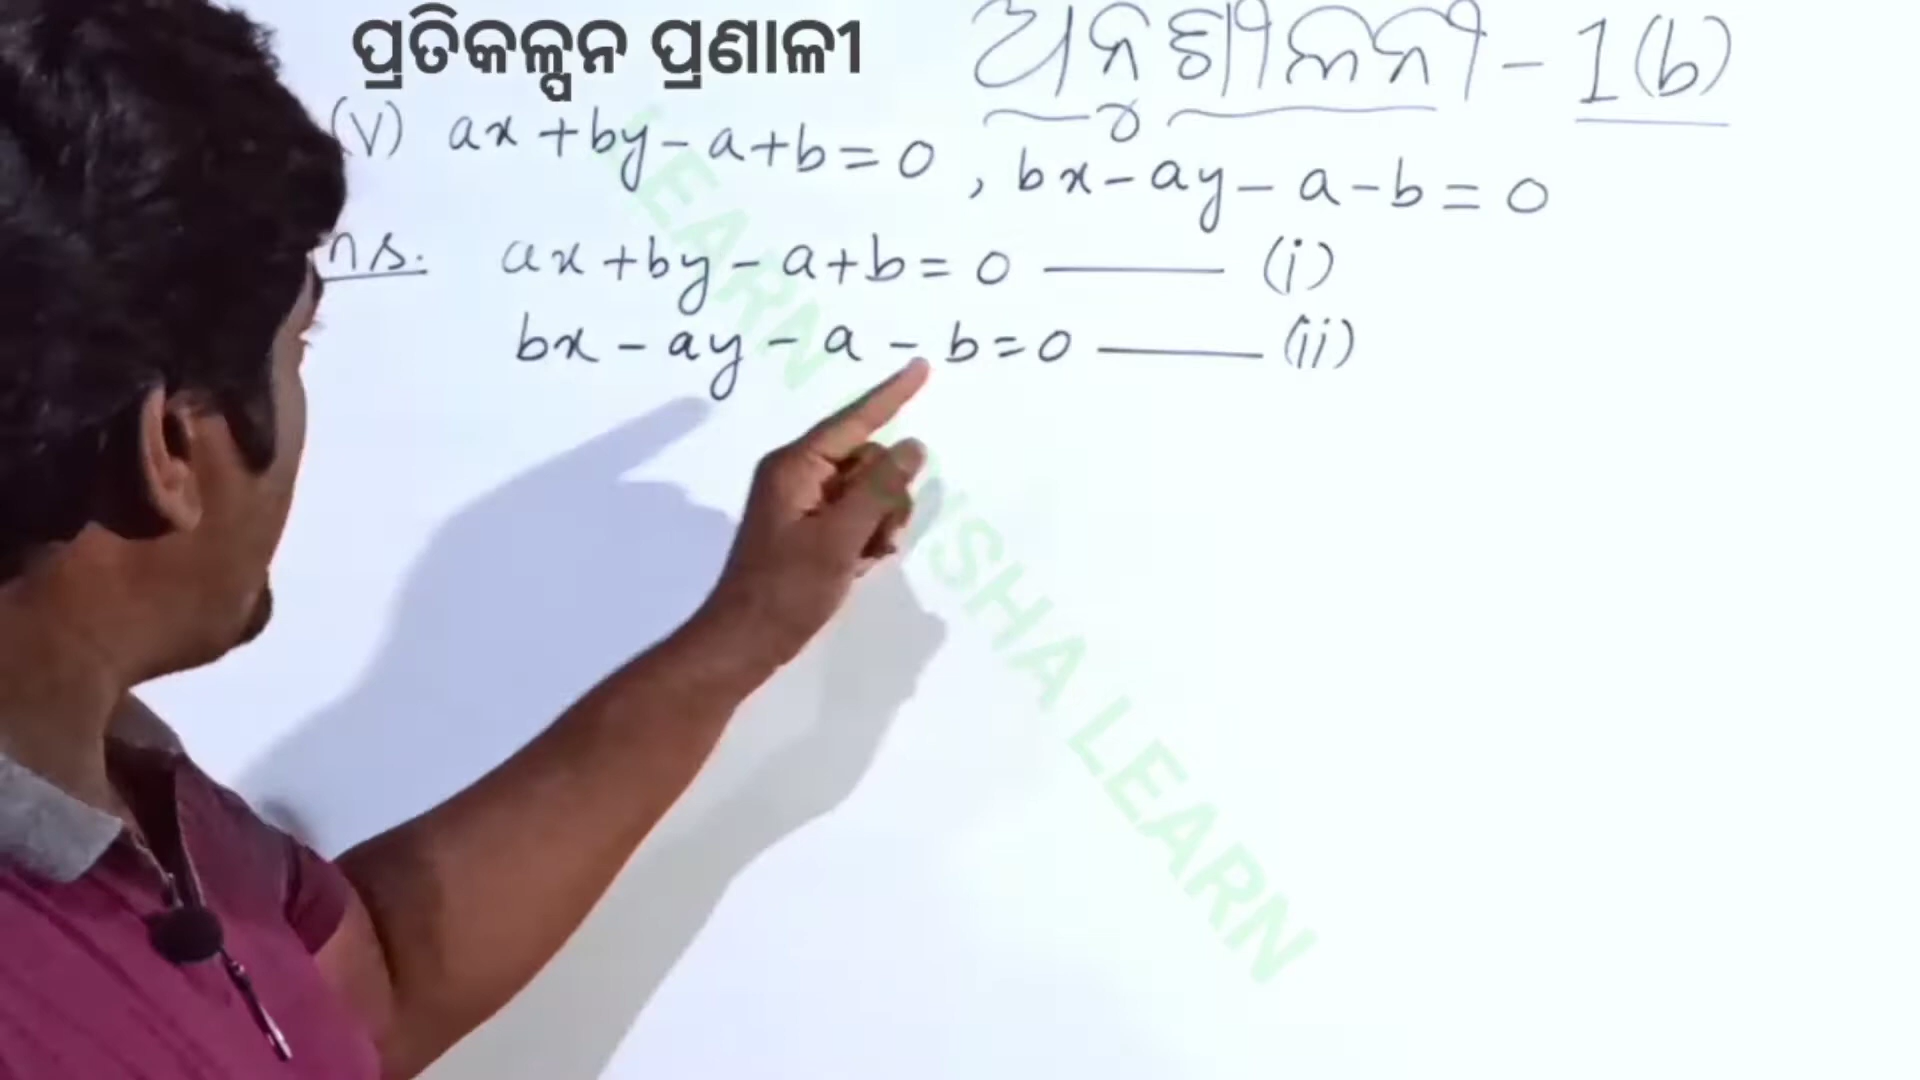 ପ୍ରତିକଳ୍ପନ ପ୍ରଣାଳୀ
ଅନୁଶୀଳନୀ - 1(b)
(V) ax + by - a + b = 0 , bx - ay - a - b = 0
ns. ax + by - a + b = 0 ——— (i)
bx - ay - a - b = 0 ——— (ii)
LEARN ODISHA LEARN